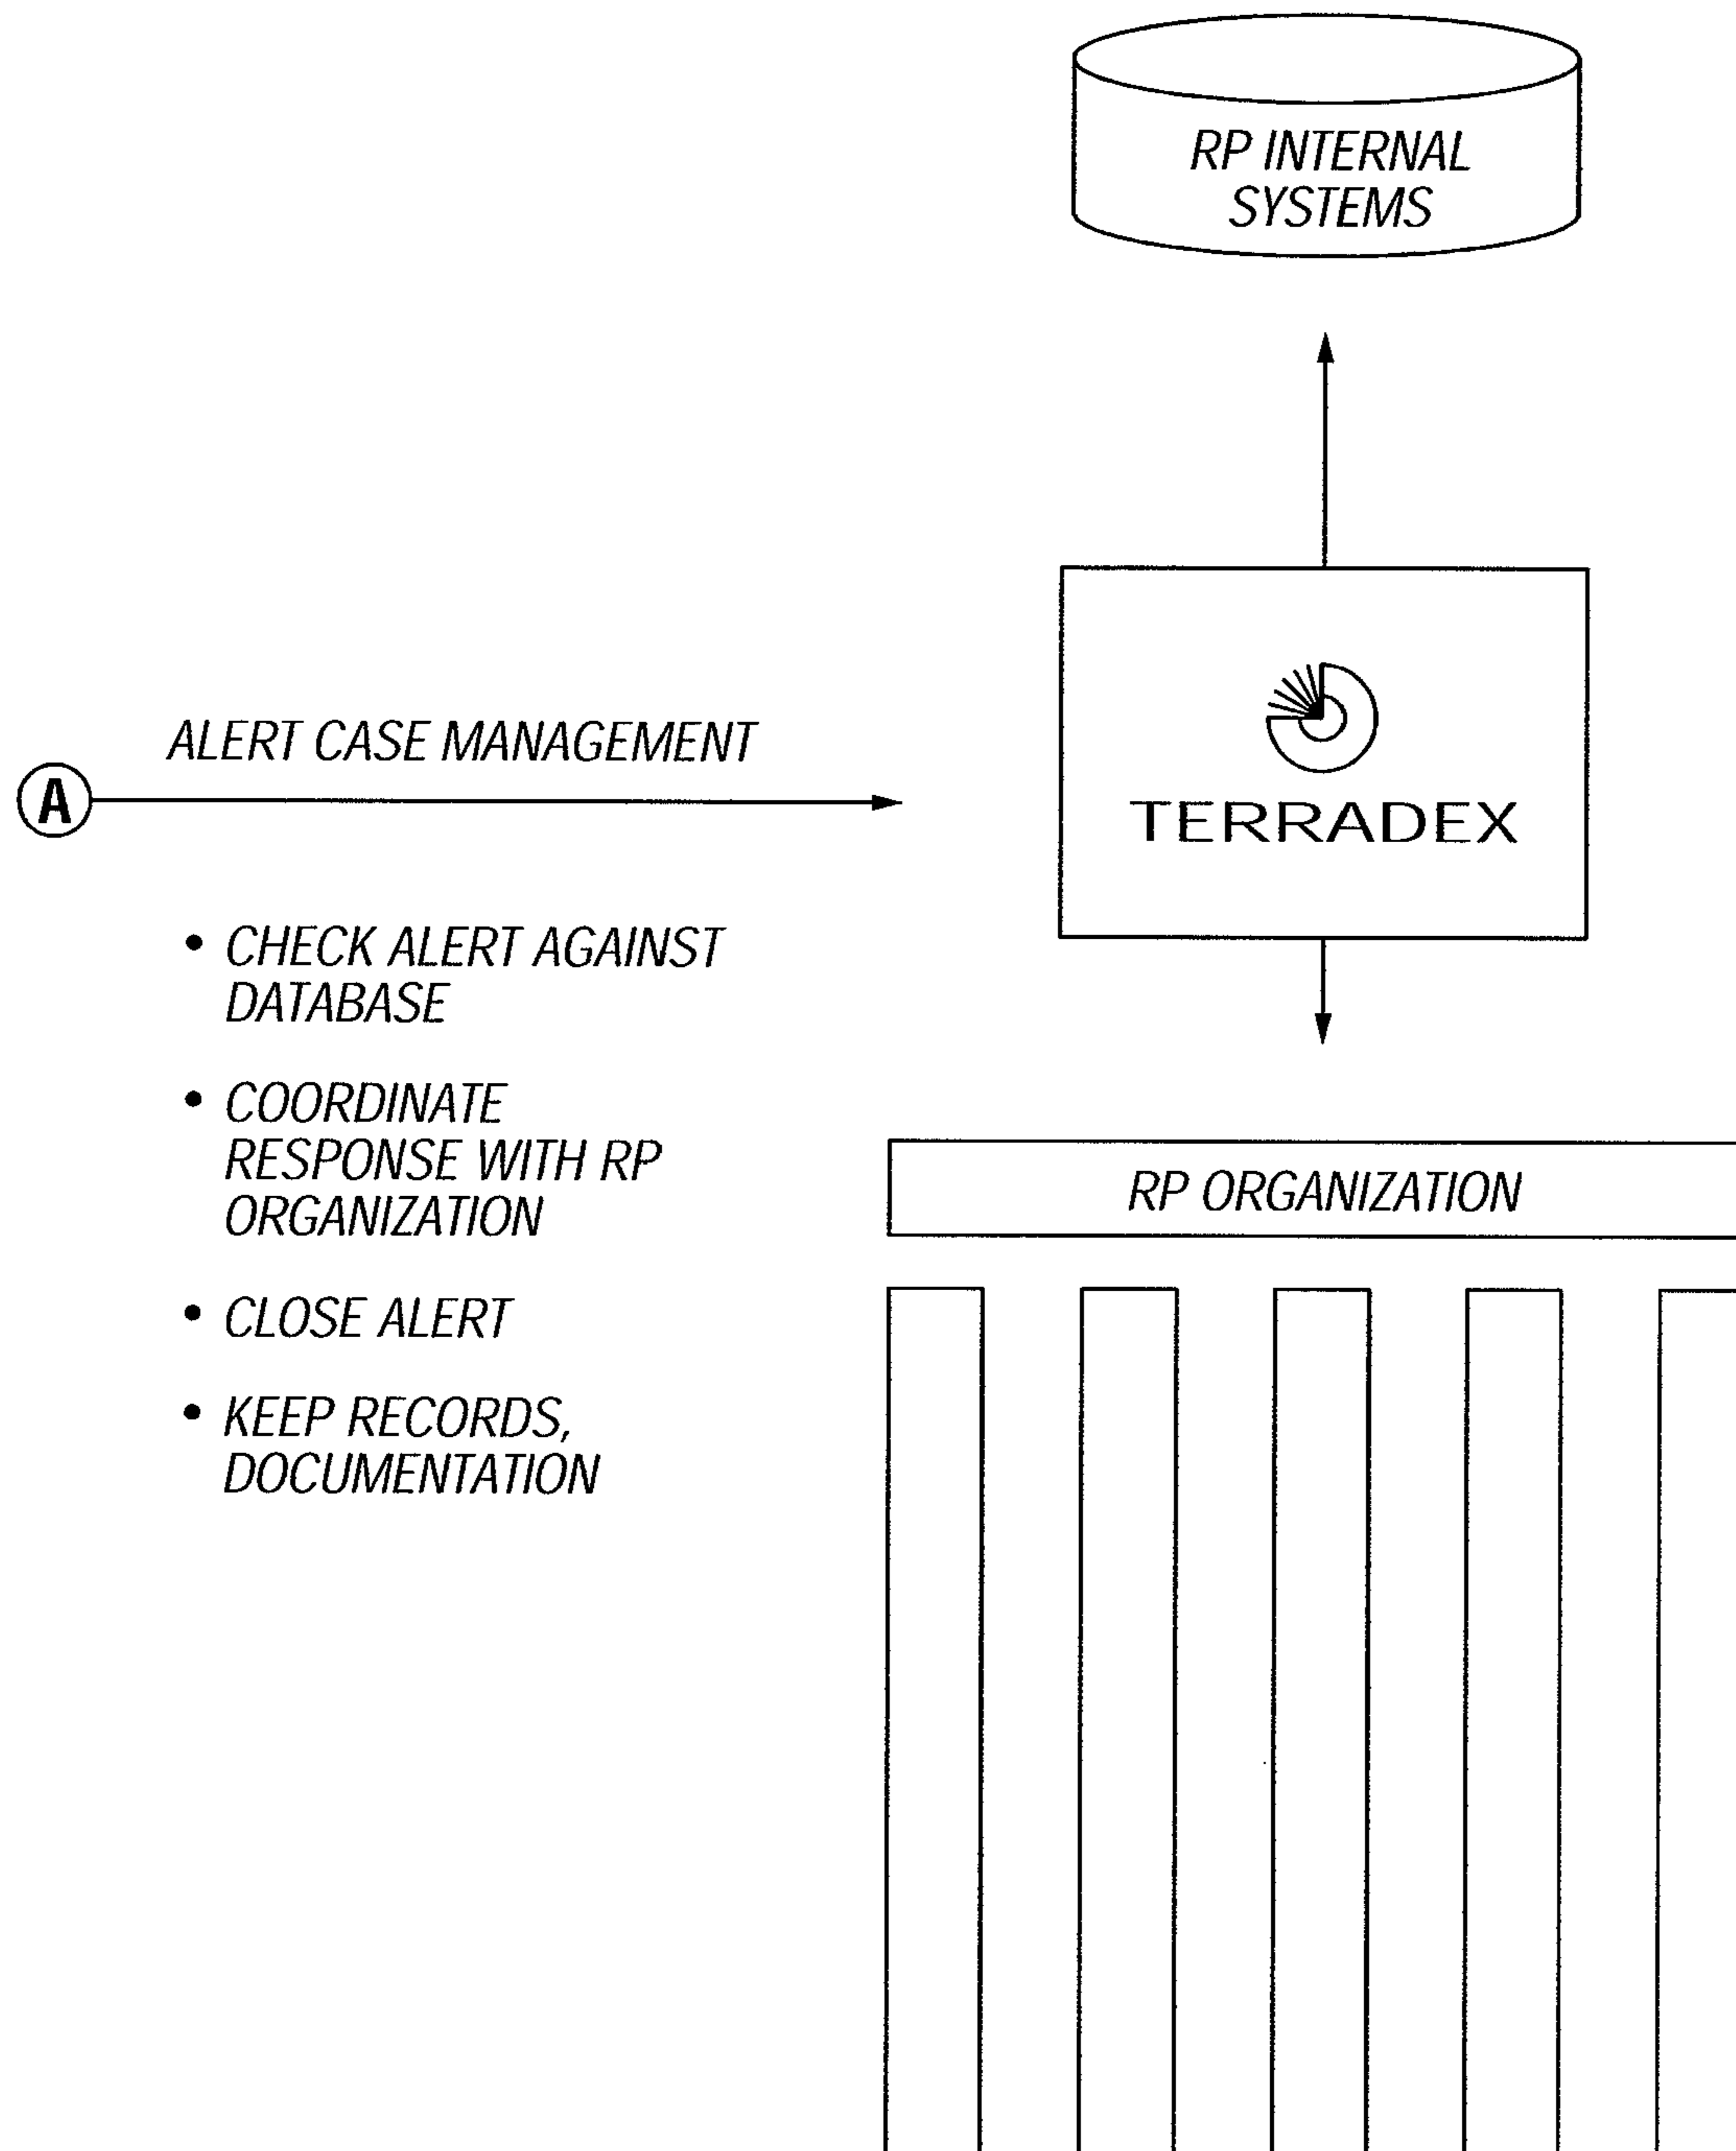 RP INTERNAL
SYSTEMS
ALERT CASE MANAGEMENT
A
TERRADEX
• CHECK ALERT AGAINST
DATABASE
• COORDINATE
RESPONSE WITH RP
ORGANIZATION
• CLOSE ALERT
• KEEP RECORDS,
DOCUMENTATION
RP ORGANIZATION